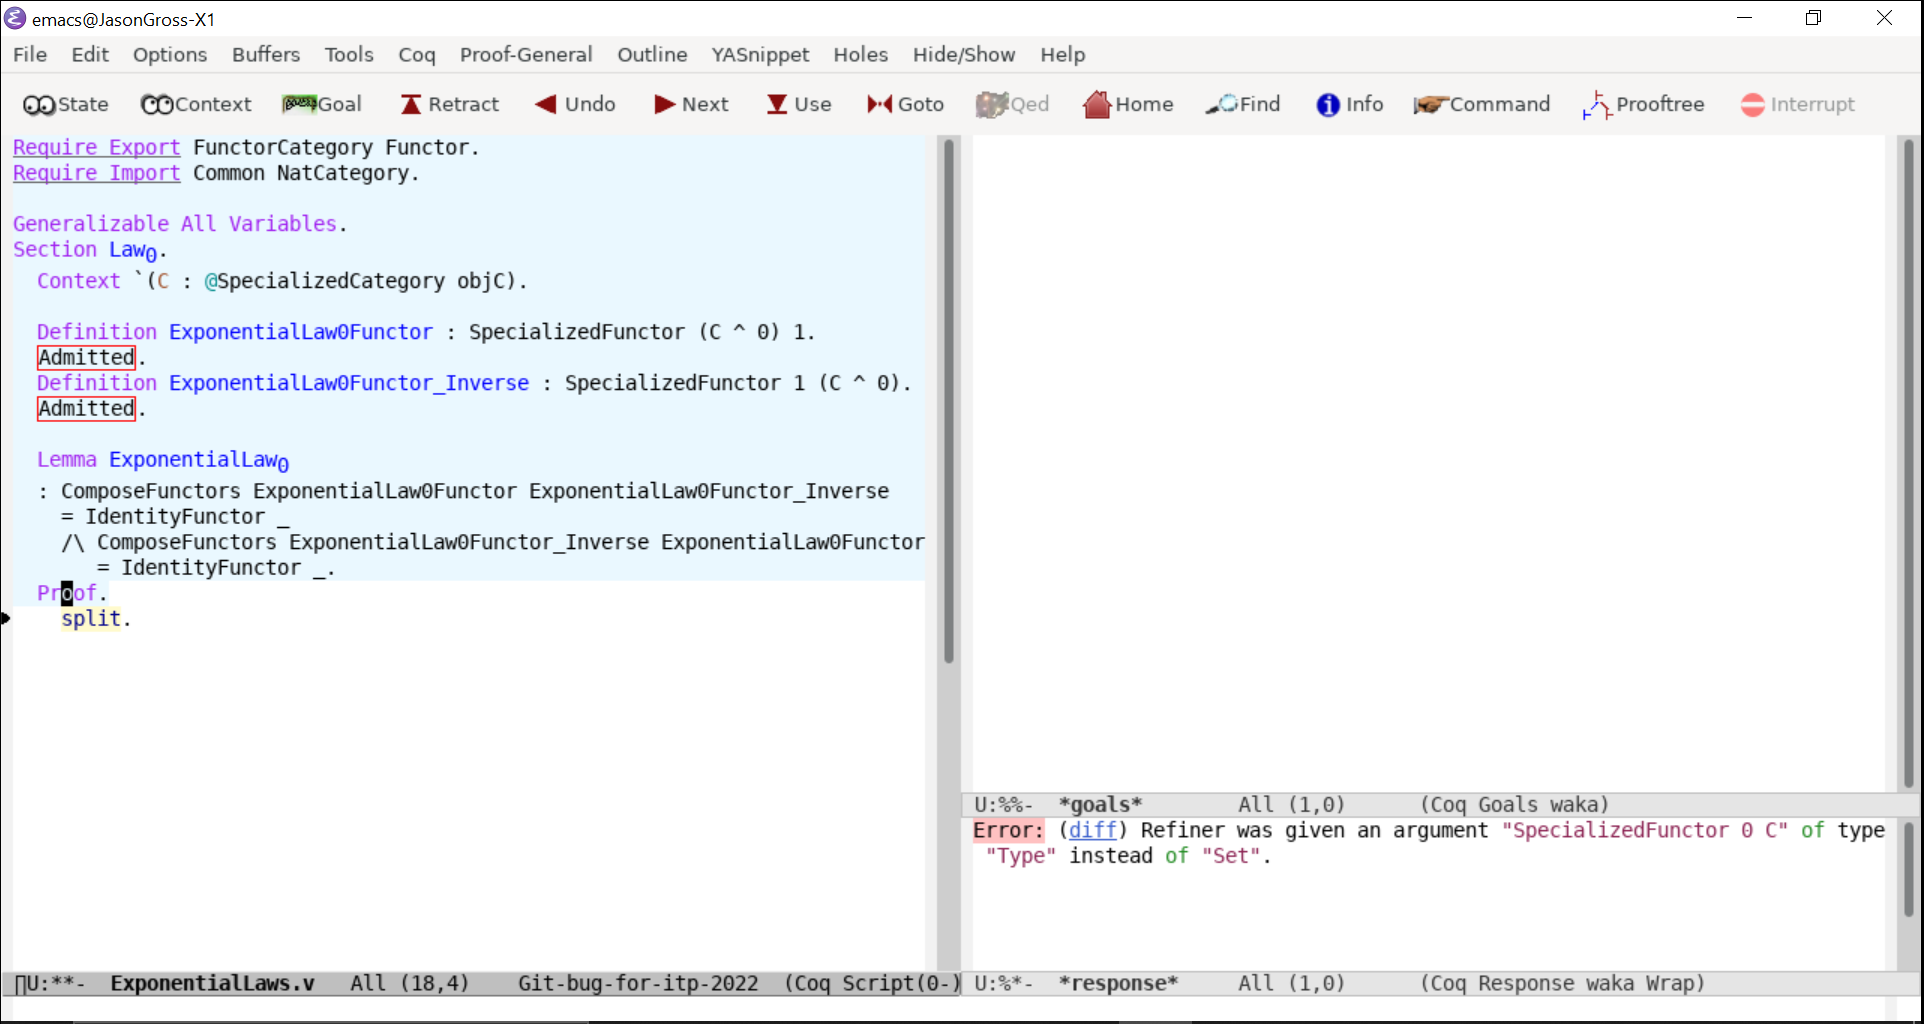 emacs@JasonGross-X1
File Edit Options Buffers Tools Coq Proof-General Outline YASnippet Holes Hide/Show Help
State Context Goal Retract Undo Next Use Goto Qed Home Find Info Command Prooftree Interrupt
Require Export FunctorCategory Functor.
Require Import Common NatCategory.
Generalizable All Variables.
Section Law₀.
Context `(C : @SpecializedCategory objC).
Definition ExponentialLaw0Functor : SpecializedFunctor (C ^ 0) 1.
Admitted.
Definition ExponentialLaw0Functor_Inverse : SpecializedFunctor 1 (C ^ 0).
Admitted.
Lemma ExponentialLaw₀
: ComposeFunctors ExponentialLaw0Functor ExponentialLaw0Functor_Inverse
= IdentityFunctor _
/\ ComposeFunctors ExponentialLaw0Functor_Inverse ExponentialLaw0Functor
= IdentityFunctor _.
Proof.
split.
U:**- ExponentialLaws.v All (18,4) Git-bug-for-itp-2022 (Coq Script(0-)
U:%%- *goals* All (1,0) (Coq Goals waka)
Error: (diff) Refiner was given an argument "SpecializedFunctor 0 C" of type
"Type" instead of "Set".
U:%*- *response* All (1,0) (Coq Response waka Wrap)